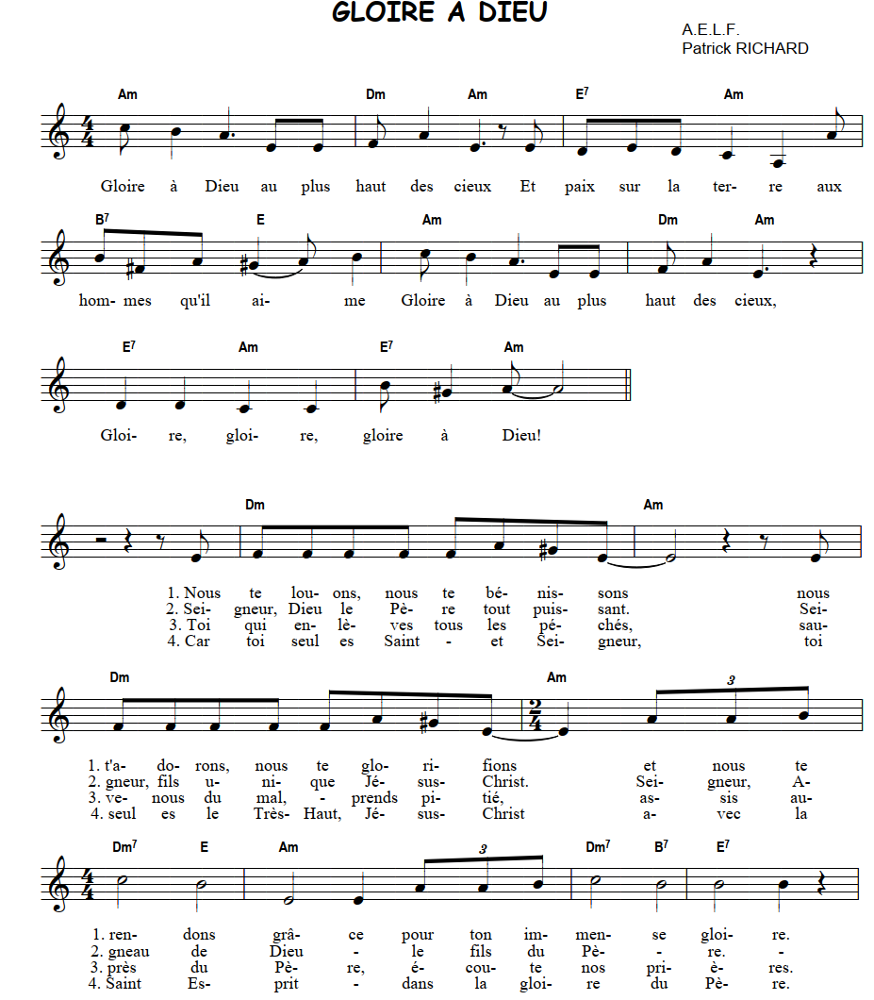 GLOIRE A DIEU
A.E.L.F.
Patrick RICHARD
Am Dm Am E7 Am
4 4
Gloire à Dieu au plus haut des cieux Et paix sur la ter- re aux
B7 E Am Dm Am
hom- mes qu'il ai- me Gloire à Dieu au plus haut des cieux,
E7 Am E7 Am
Gloi- re, gloi- re, gloire à Dieu!
Dm Am
1. Nous te lou- ons, nous te bé- nis- sons nous
2. Sei- gneur, Dieu le Pè- re tout puis- sant. Sei-
3. Toi qui en- lè- ves tous les pé- chés, sau-
4. Car toi seul es Saint - et Sei- gneur, toi
Dm Am 3
2 4
1. t'a- do- rons, nous te glo- ri- fions et nous te
2. gneur, fils u- ni- que Jé- sus- Christ. Sei- gneur, A-
3. ve- nous du mal, - prends pi- tié, as- sis au-
4. seul es le Très- Haut, Jé- sus- Christ a- vec la
Dm7 E Am 3 Dm7 B7 E7
4 4
1. ren- dons grâ- ce pour ton im- men- se gloi- re.
2. gneau de Dieu - le fils du Pè- - re. -
3. près du Pè- re, é- cou- te nos pri- è- res.
4. Saint Es- prit - dans la gloi- re du Pè- re.